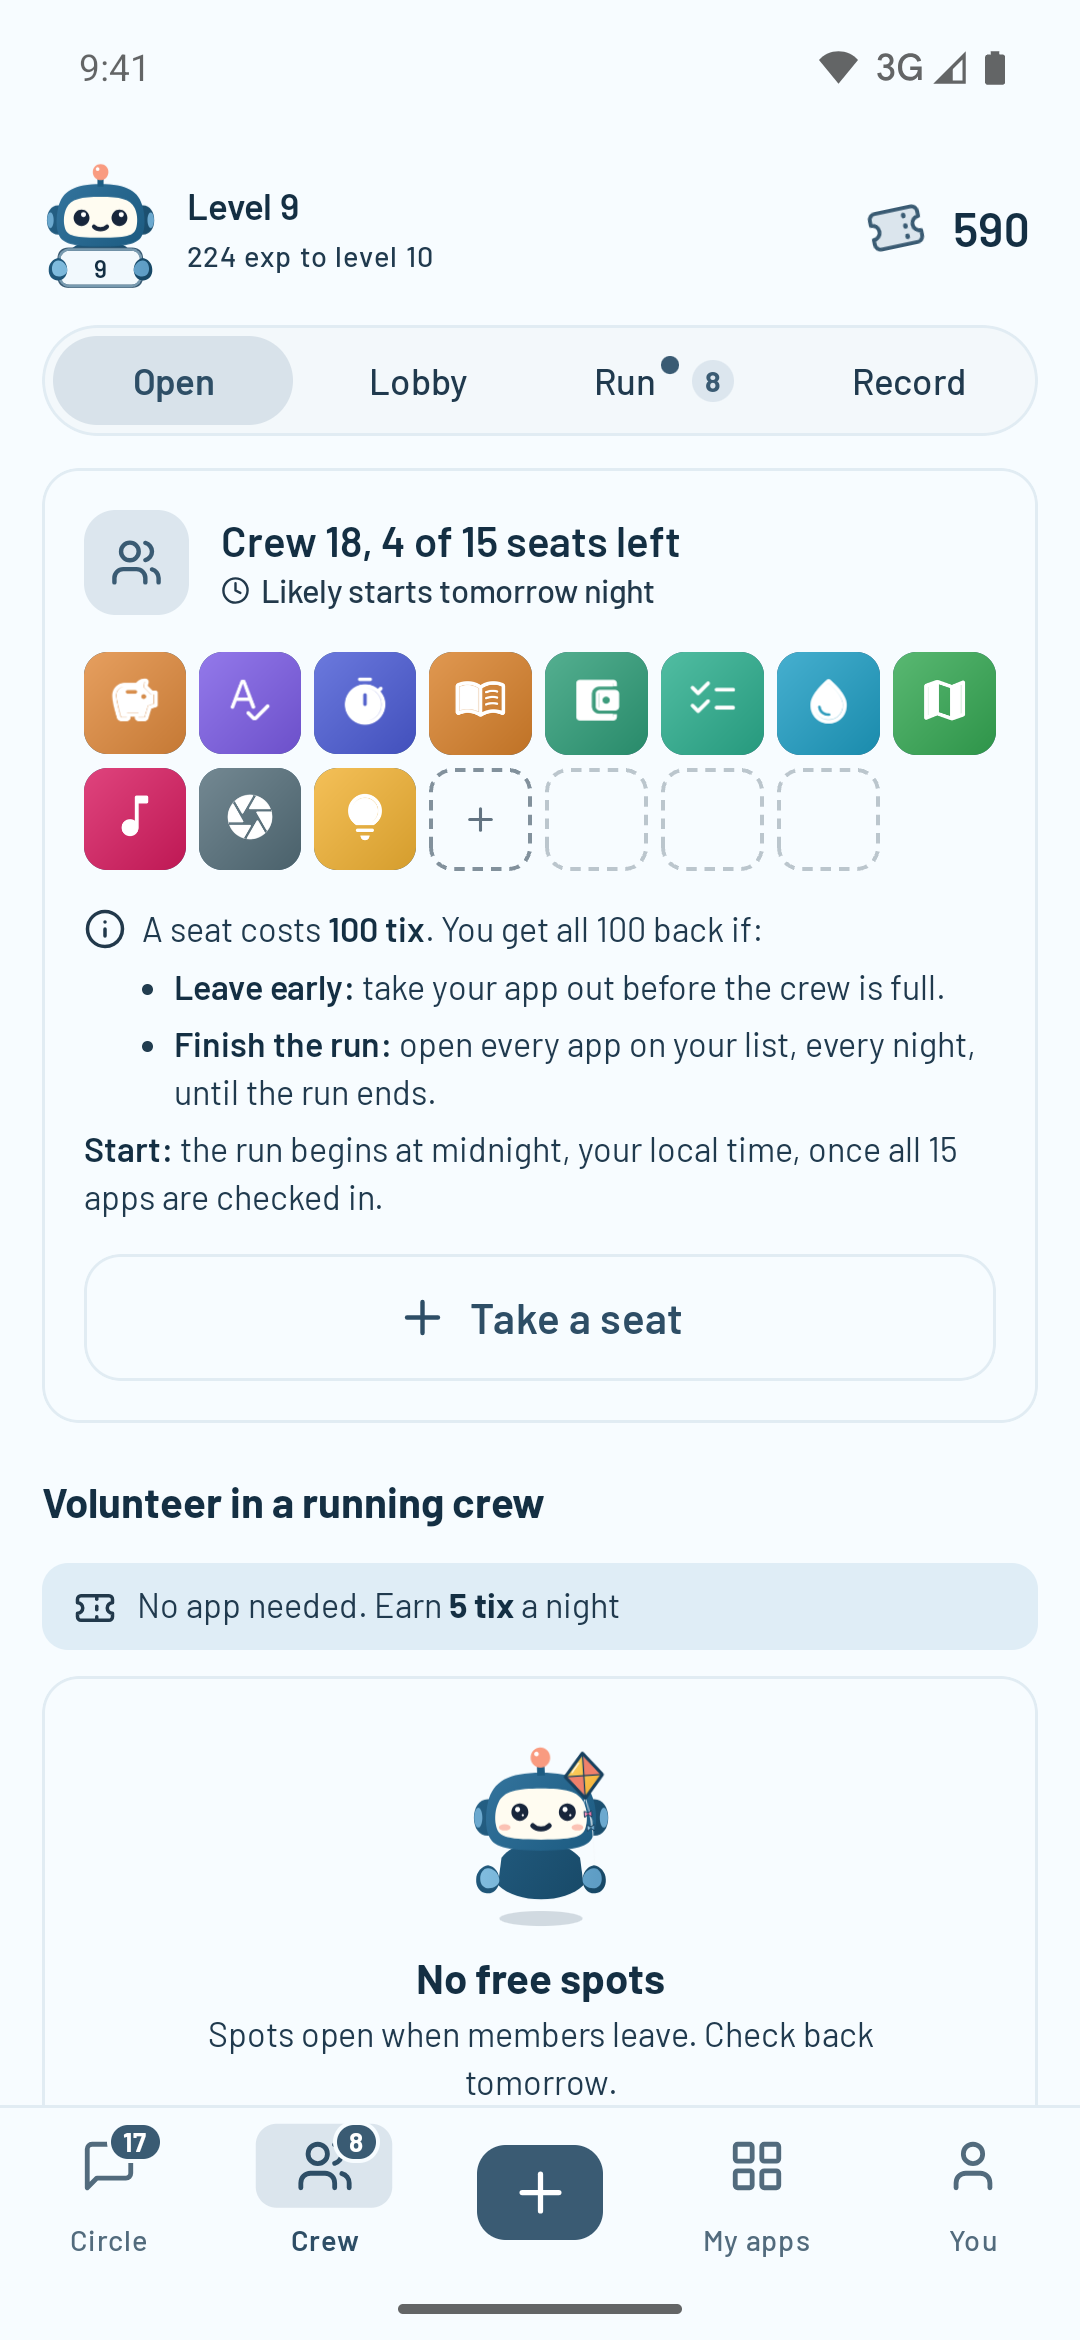 9:41
3G
Level 9
224 exp to level 10
590
9
Open
Lobby
Run
8
Record
Crew 18, 4 of 15 seats left
Likely starts tomorrow night
A seat costs 100 tix. You get all 100 back if:
• Leave early: take your app out before the crew is full.
• Finish the run: open every app on your list, every night,
until the run ends.
Start: the run begins at midnight, your local time, once all 15
apps are checked in.
Take a seat
Volunteer in a running crew
No app needed. Earn 5 tix a night
No free spots
Spots open when members leave. Check back
tomorrow.
17
8
Circle
Crew
My apps
You